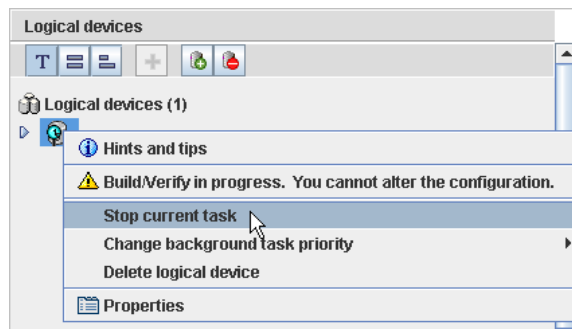 Logical devices
T
Logical devices (1)
Hints and tips
Build/Verify in progress.  You cannot alter the configuration.
Stop current task
Change background task priority
Delete logical device
Properties